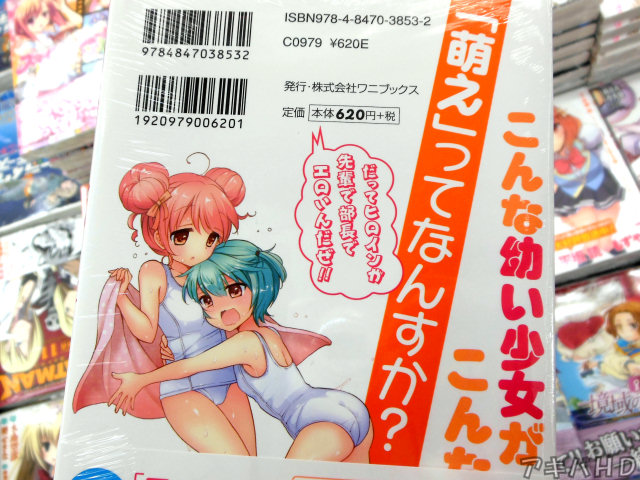 ISBN978-4-8470-3853-2
9784847038532
C0979 ¥620E
発行・株式会社ワニブックス
定価 本体620円+税
1920979006201
だってヒロインが
先輩で部長で
エロいんだぜ!!
「萌え」ってなんすか?
こんな幼い少女が
こんな
アキバHD